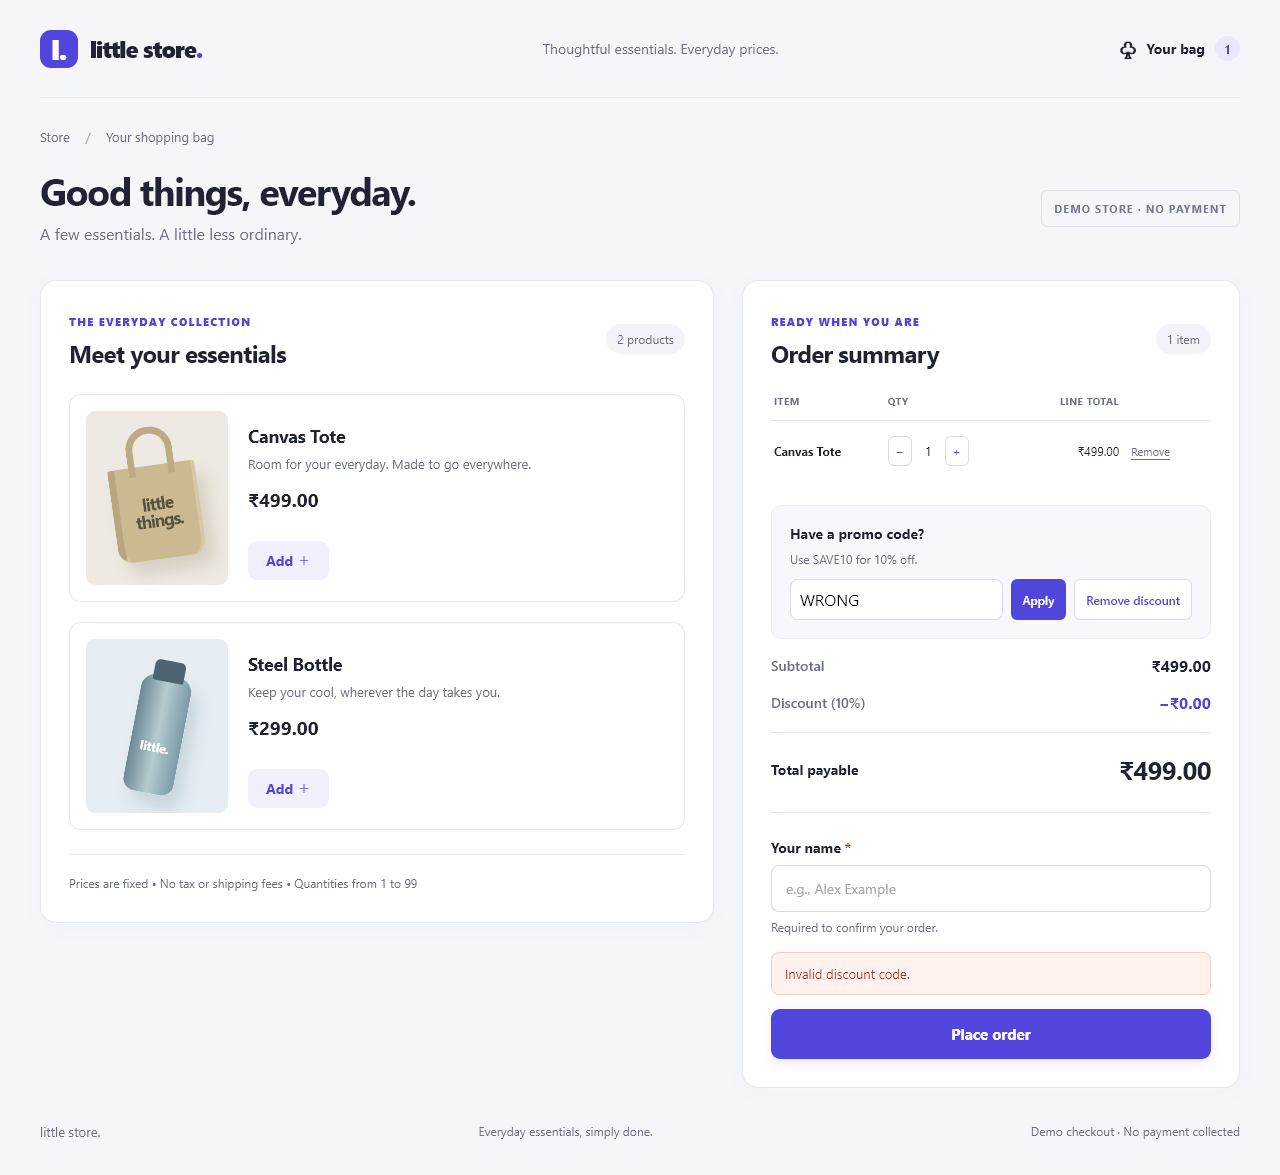 l.
little store.
Thoughtful essentials. Everyday prices.
Your bag 1
Store / Your shopping bag
Good things, everyday.
A few essentials. A little less ordinary.
DEMO STORE · NO PAYMENT
THE EVERYDAY COLLECTION
Meet your essentials
2 products
little
things.
Canvas Tote
Room for your everyday. Made to go everywhere.
₹499.00
Add +
little.
Steel Bottle
Keep your cool, wherever the day takes you.
₹299.00
Add +
Prices are fixed • No tax or shipping fees • Quantities from 1 to 99
READY WHEN YOU ARE
Order summary
1 item
ITEM QTY LINE TOTAL
Canvas Tote − 1 + ₹499.00 Remove
Have a promo code?
Use SAVE10 for 10% off.
WRONG Apply Remove discount
Subtotal ₹499.00
Discount (10%) −₹0.00
Total payable ₹499.00
Your name *
e.g., Alex Example
Required to confirm your order.
Invalid discount code.
Place order
little store.
Everyday essentials, simply done.
Demo checkout · No payment collected